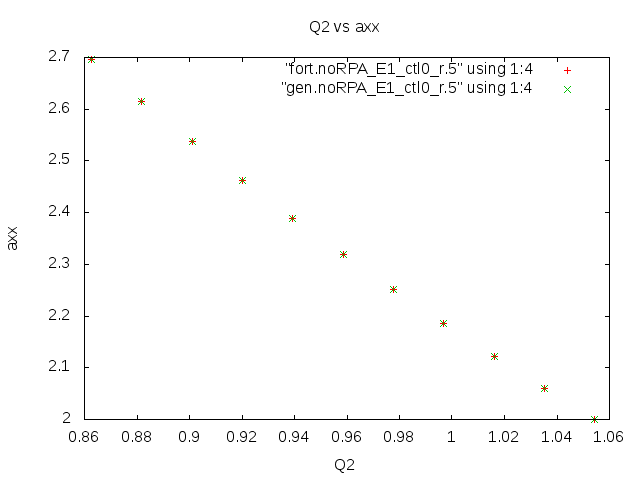 Q2 vs axx
"fort.noRPA_E1_ctl0_r.5" using 1:4
"gen.noRPA_E1_ctl0_r.5" using 1:4
2.7
2.6
2.5
2.4
2.3
2.2
2.1
2
axx
0.86 0.88 0.9 0.92 0.94 0.96 0.98 1 1.02 1.04 1.06
Q2